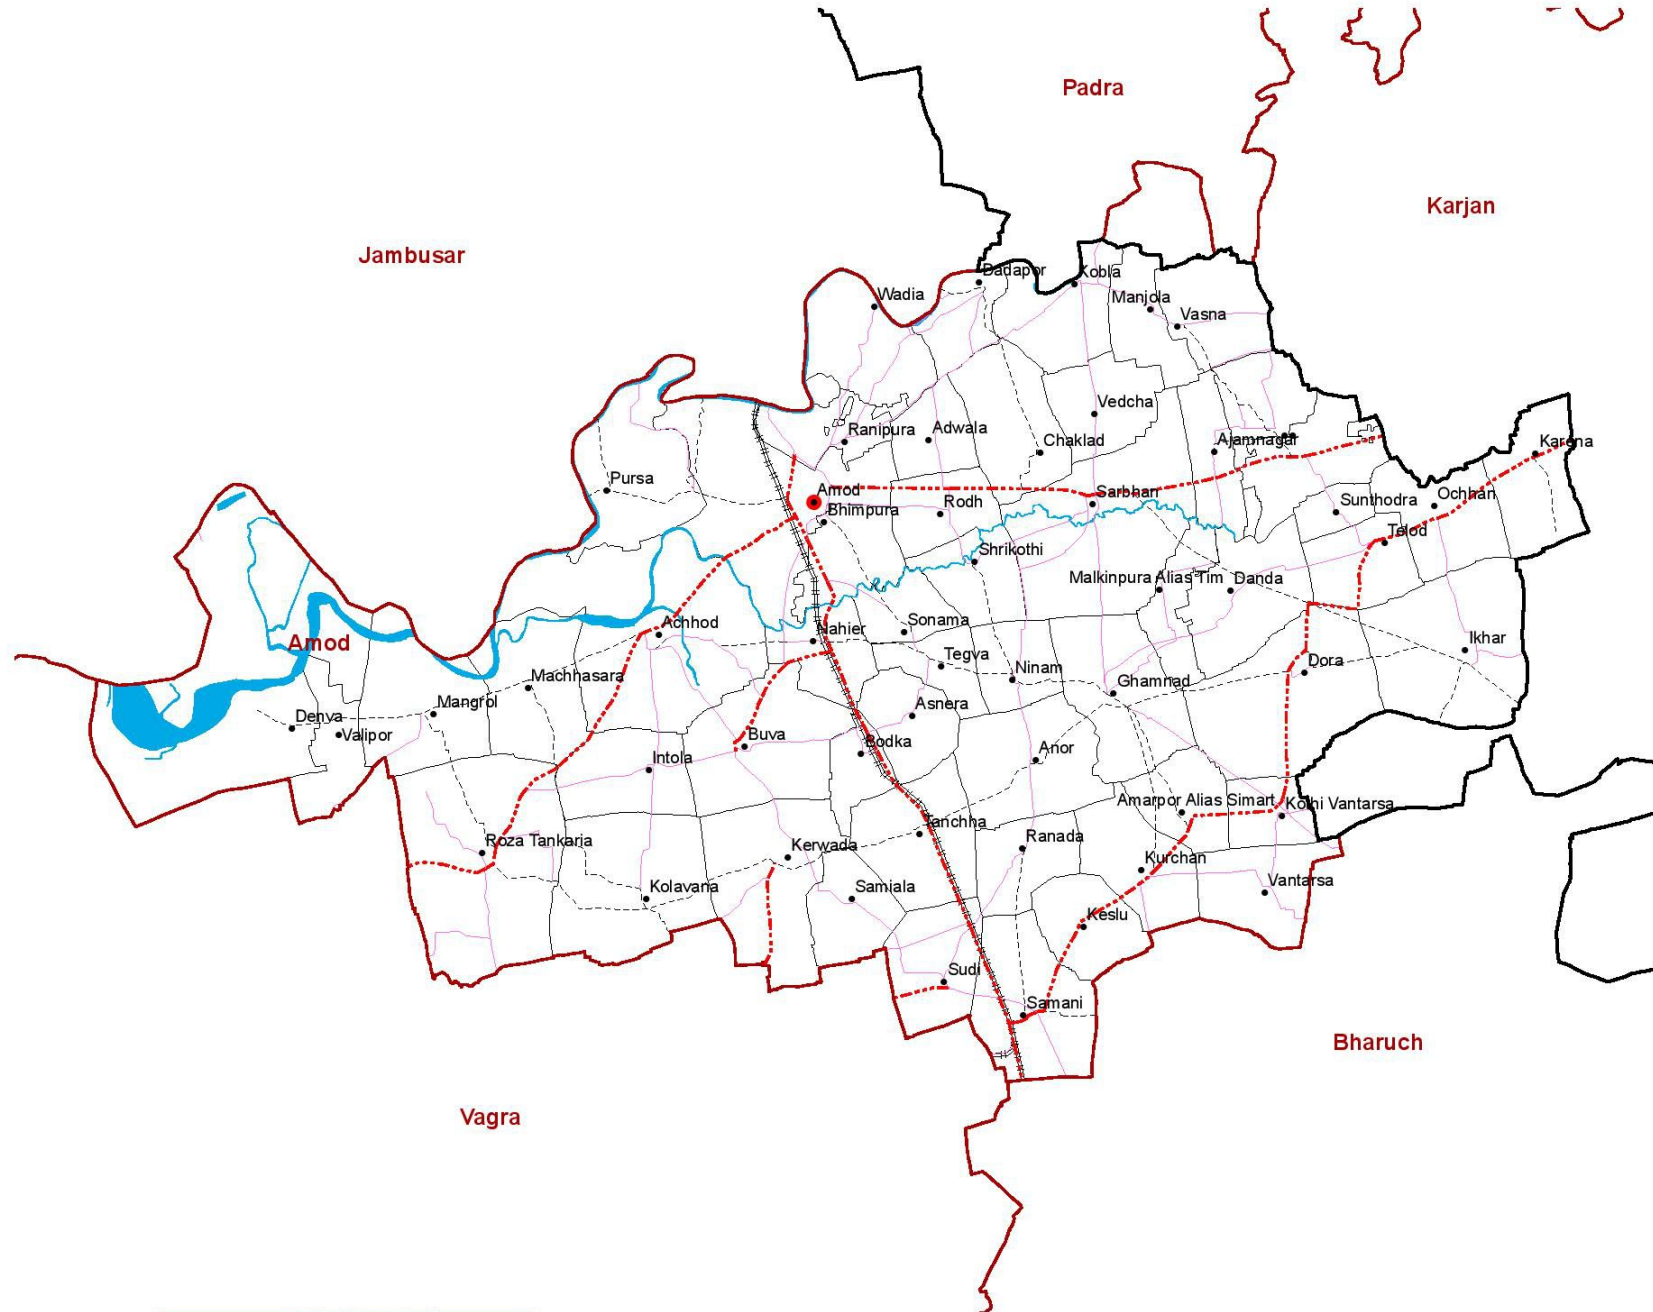 Padra
Karjan
Jambusar
Dadapor
Kobla
Wadia
Manjola
Vasna
Vedcha
Ranipura
Adwala
Chaklad
Ajamnagar
Karena
Pursa
Amod
Bhimpura
Rodh
Sarbhan
Sunthodra
Ochhan
Telod
Shrikothi
Malkinpura Alias Tim
Danda
Achhod
Nahier
Sonama
Amod
Ikhar
Tegva
Ninam
Dora
Machhasara
Ghamnad
Mangrol
Asnera
Denva
Valipor
Buva
Bodka
Anor
Intola
Amarpor Alias Simart
Kothi Vantarsa
Tanchha
Roza Tankaria
Kerwada
Ranada
Kurchan
Kolavana
Samiala
Vantarsa
Keslu
Sudi
Samani
Bharuch
Vagra